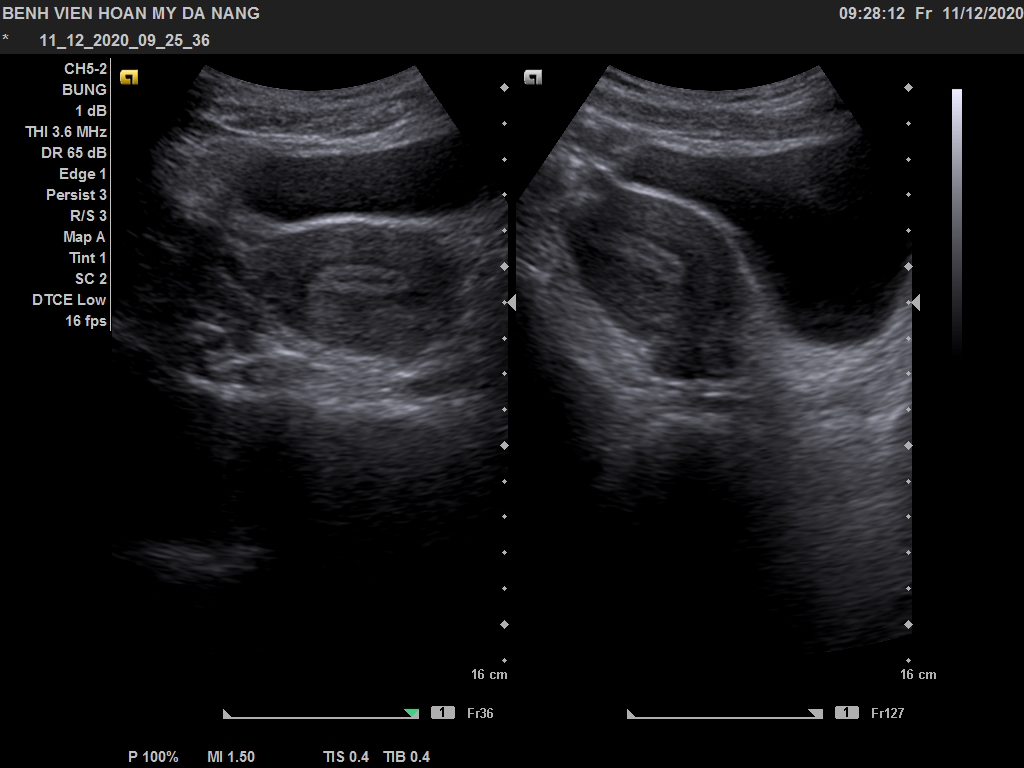 BENH VIEN HOAN MY DA NANG
09:28:12 Fr 11/12/2020
* 11_12_2020_09_25_36
CH5-2
BUNG
1 dB
THI 3.6 MHz
DR 65 dB
Edge 1
Persist 3
R/S 3
Map A
Tint 1
SC 2
DTCE Low
16 fps
16 cm
16 cm
1 Fr36
1 Fr127
P 100% MI 1.50 TIS 0.4 TIB 0.4